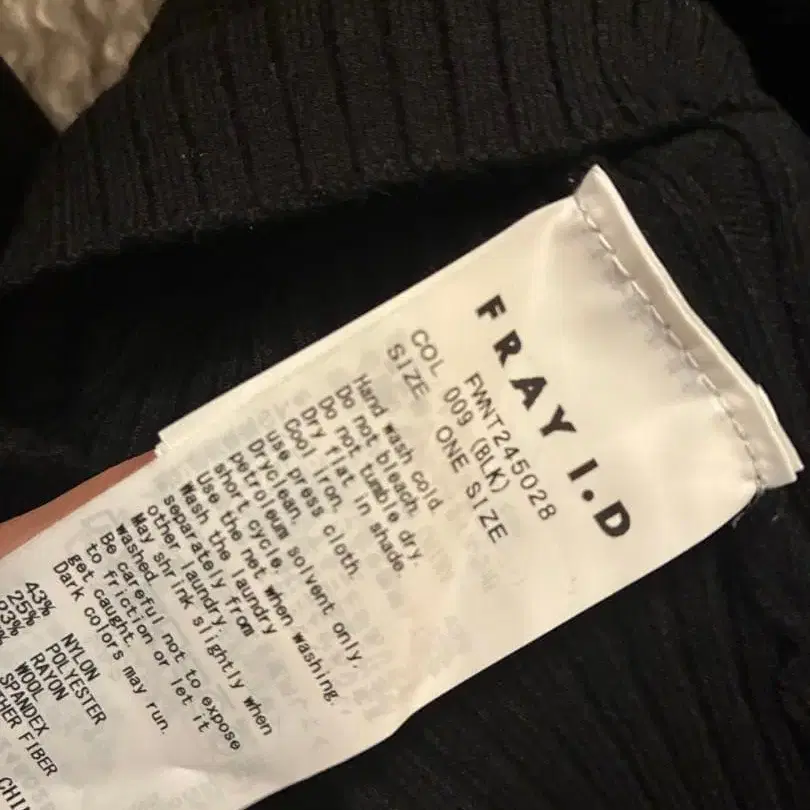 FRAY I.D
FWNT245028
COL 009 (BLK)
SIZE ONE SIZE
Hand wash cold.
Do not bleach.
Do not tumble dry.
Dry flat in shade.
Cool iron.
use press cloth.
Dryclean.
petroleum solvent only,
short cycle.
Use the net when washing.
Wash the laundry
separately from
other laundry.
May shrink slightly when
washed.
Be careful not to expose
to friction or let it
get caught.
Dark colors may run.
43% NYLON
25% POLYESTER
RAYON
WOOL
SPANDEX
FIBER